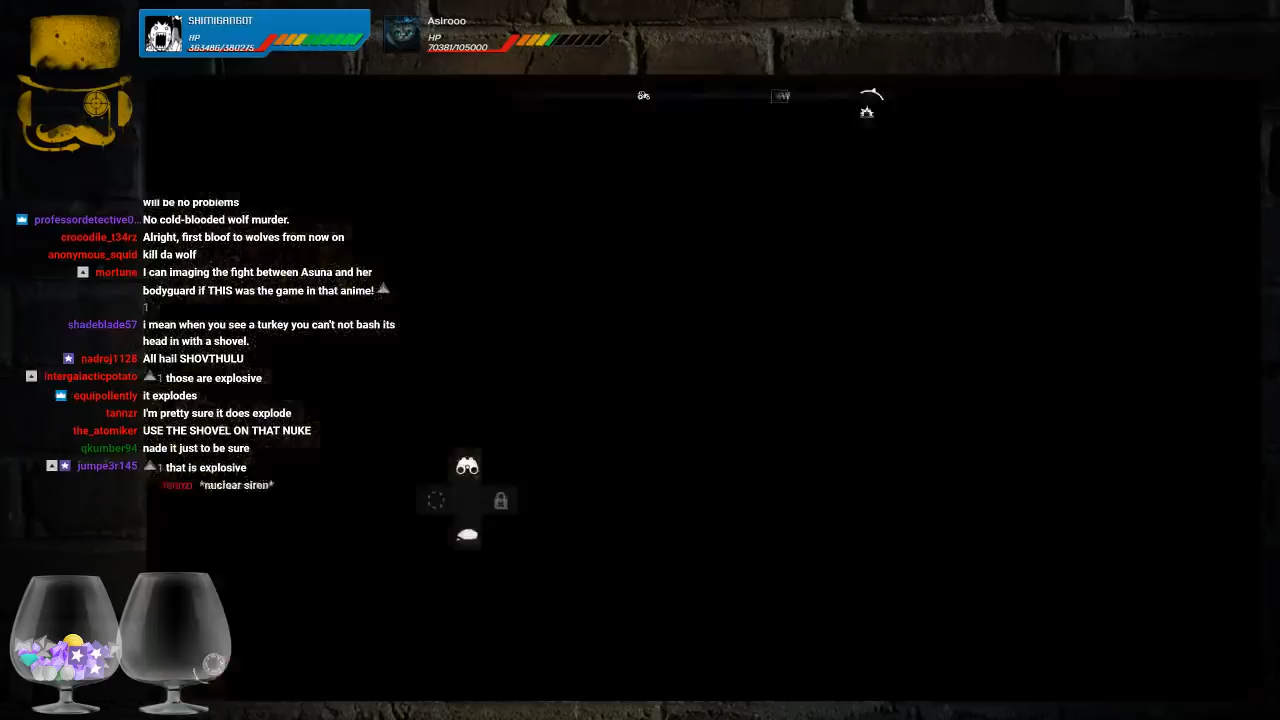 SHIMIGANGOT
HP
363486/380275
Asirooo
HP
70381/105000
will be no problems
professordetective0... No cold-blooded wolf murder.
crocodile_t34rz Alright, first bloof to wolves from now on
anonymous_squid kill da wolf
mortune I can imaging the fight between Asuna and her
bodyguard if THIS was the game in that anime!
1
shadeblade57 i mean when you see a turkey you can't not bash its
head in with a shovel.
nadroj1128 All hail SHOVTHULU
intergalacticpotato 1 those are explosive
equipollently it explodes
tannzr I'm pretty sure it does explode
the_atomiker USE THE SHOVEL ON THAT NUKE
qkumber94 nade it just to be sure
jumpe3r145 1 that is explosive
tannzr *nuclear siren*